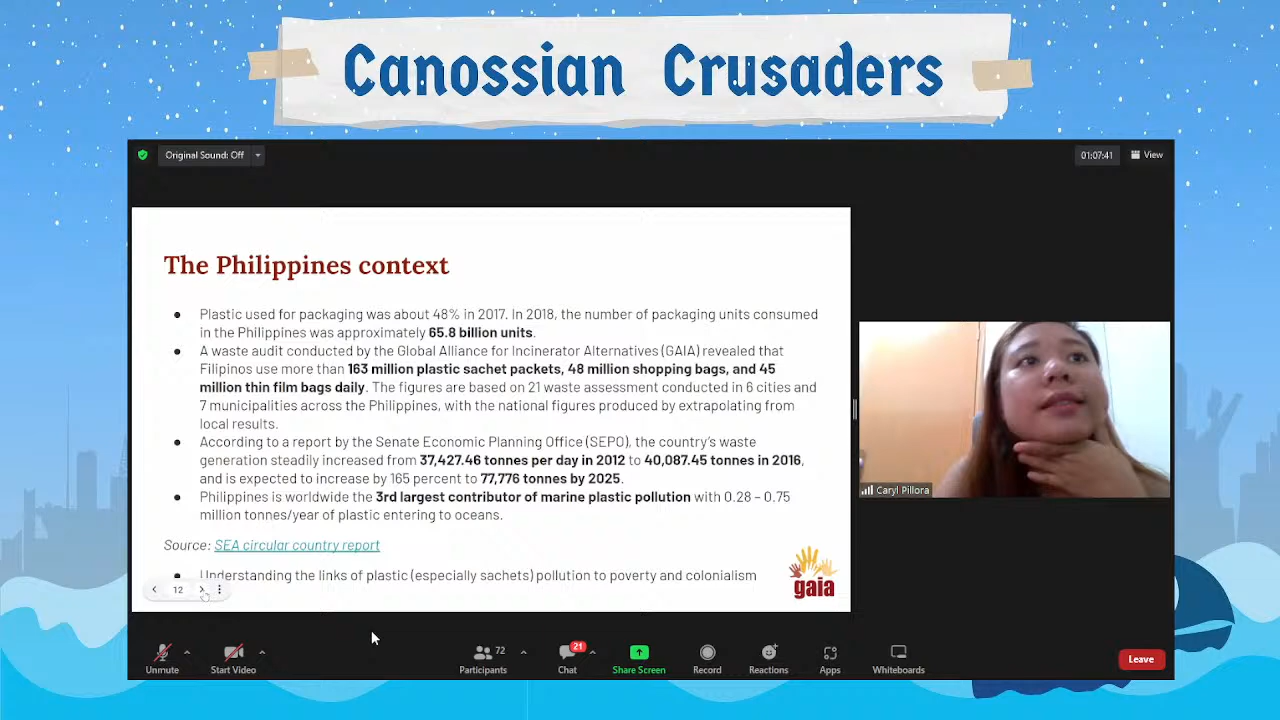 Canossian Crusaders
Original Sound: Off
01:07:41
View
The Philippines context
● Plastic used for packaging was about 48% in 2017. In 2018, the number of packaging units consumed
in the Philippines was approximately 65.8 billion units.
● A waste audit conducted by the Global Alliance for Incinerator Alternatives (GAIA) revealed that
Filipinos use more than 163 million plastic sachet packets, 48 million shopping bags, and 45
million thin film bags daily. The figures are based on 21 waste assessment conducted in 6 cities and
7 municipalities across the Philippines, with the national figures produced by extrapolating from
local results.
● According to a report by the Senate Economic Planning Office (SEPO), the country's waste
generation steadily increased from 37,427.46 tonnes per day in 2012 to 40,087.45 tonnes in 2016,
and is expected to increase by 165 percent to 77,776 tonnes by 2025.
● Philippines is worldwide the 3rd largest contributor of marine plastic pollution with 0.28 – 0.75
million tonnes/year of plastic entering to oceans.
Source: SEA circular country report
● Understanding the links of plastic (especially sachets) pollution to poverty and colonialism
12
gaia
Caryl Pillora
Unmute
Start Video
72
Participants
21
Chat
Share Screen
Record
Reactions
Apps
Whiteboards
Leave